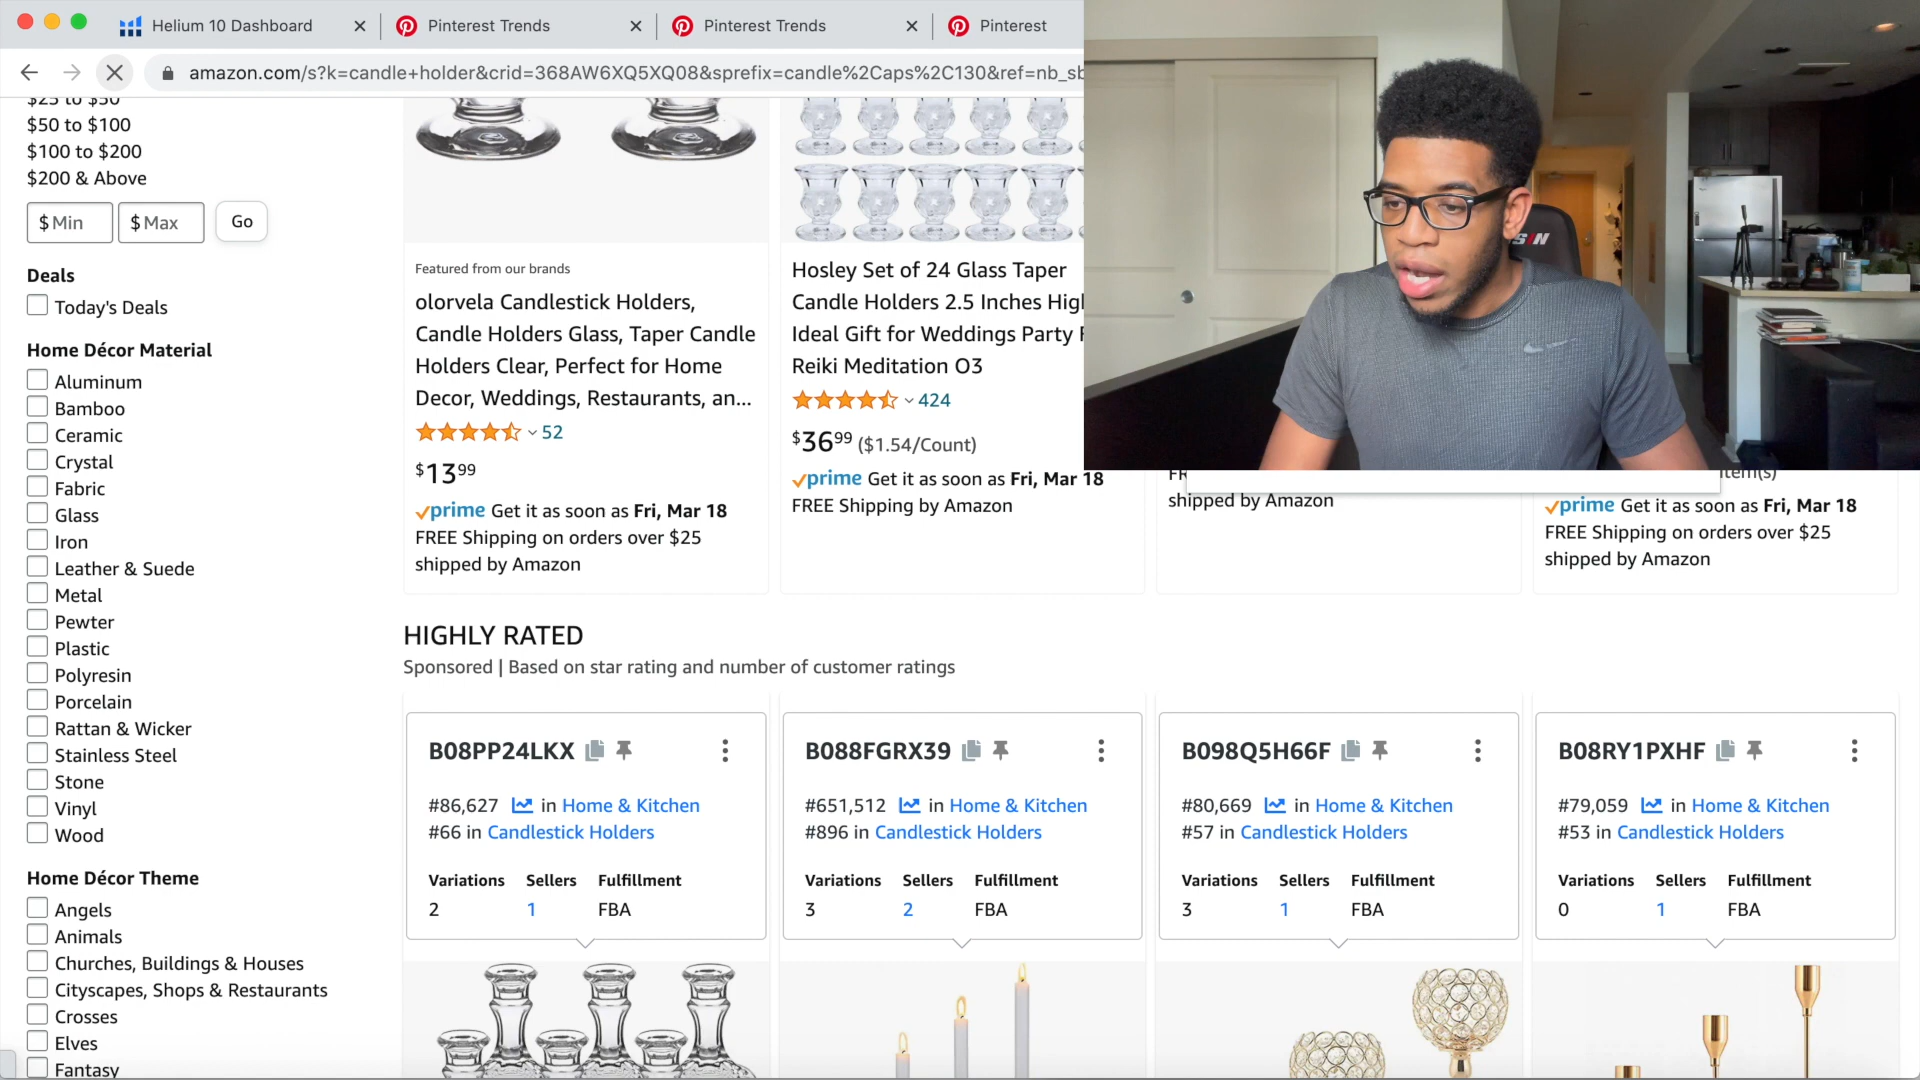 Helium 10 Dashboard
Pinterest Trends
Pinterest Trends
Pinterest
amazon.com/s?k=candle+holder&crid=368AW6XQ5XQ08&sprefix=candle%2Caps%2C130&ref=nb_sb
$25 to $50
$50 to $100
$100 to $200
$200 & Above
$ Min
$ Max
Go
Deals
Today's Deals
Home Décor Material
Aluminum
Bamboo
Ceramic
Crystal
Fabric
Glass
Iron
Leather & Suede
Metal
Pewter
Plastic
Polyresin
Porcelain
Rattan & Wicker
Stainless Steel
Stone
Vinyl
Wood
Home Décor Theme
Angels
Animals
Churches, Buildings & Houses
Cityscapes, Shops & Restaurants
Crosses
Elves
Fantasy
Featured from our brands
olorvela Candlestick Holders,
Candle Holders Glass, Taper Candle
Holders Clear, Perfect for Home
Decor, Weddings, Restaurants, an...
52
$13 99
prime Get it as soon as Fri, Mar 18
FREE Shipping on orders over $25
shipped by Amazon
Hosley Set of 24 Glass Taper
Candle Holders 2.5 Inches High
Ideal Gift for Weddings Party
Reiki Meditation O3
424
$36 99 ($1.54/Count)
prime Get it as soon as Fri, Mar 18
FREE Shipping by Amazon
shipped by Amazon
item(s)
prime Get it as soon as Fri, Mar 18
FREE Shipping on orders over $25
shipped by Amazon
HIGHLY RATED
Sponsored | Based on star rating and number of customer ratings
B08PP24LKX
#86,627 in Home & Kitchen
#66 in Candlestick Holders
Variations Sellers Fulfillment
2 1 FBA
B088FGRX39
#651,512 in Home & Kitchen
#896 in Candlestick Holders
Variations Sellers Fulfillment
3 2 FBA
B098Q5H66F
#80,669 in Home & Kitchen
#57 in Candlestick Holders
Variations Sellers Fulfillment
3 1 FBA
B08RY1PXHF
#79,059 in Home & Kitchen
#53 in Candlestick Holders
Variations Sellers Fulfillment
0 1 FBA